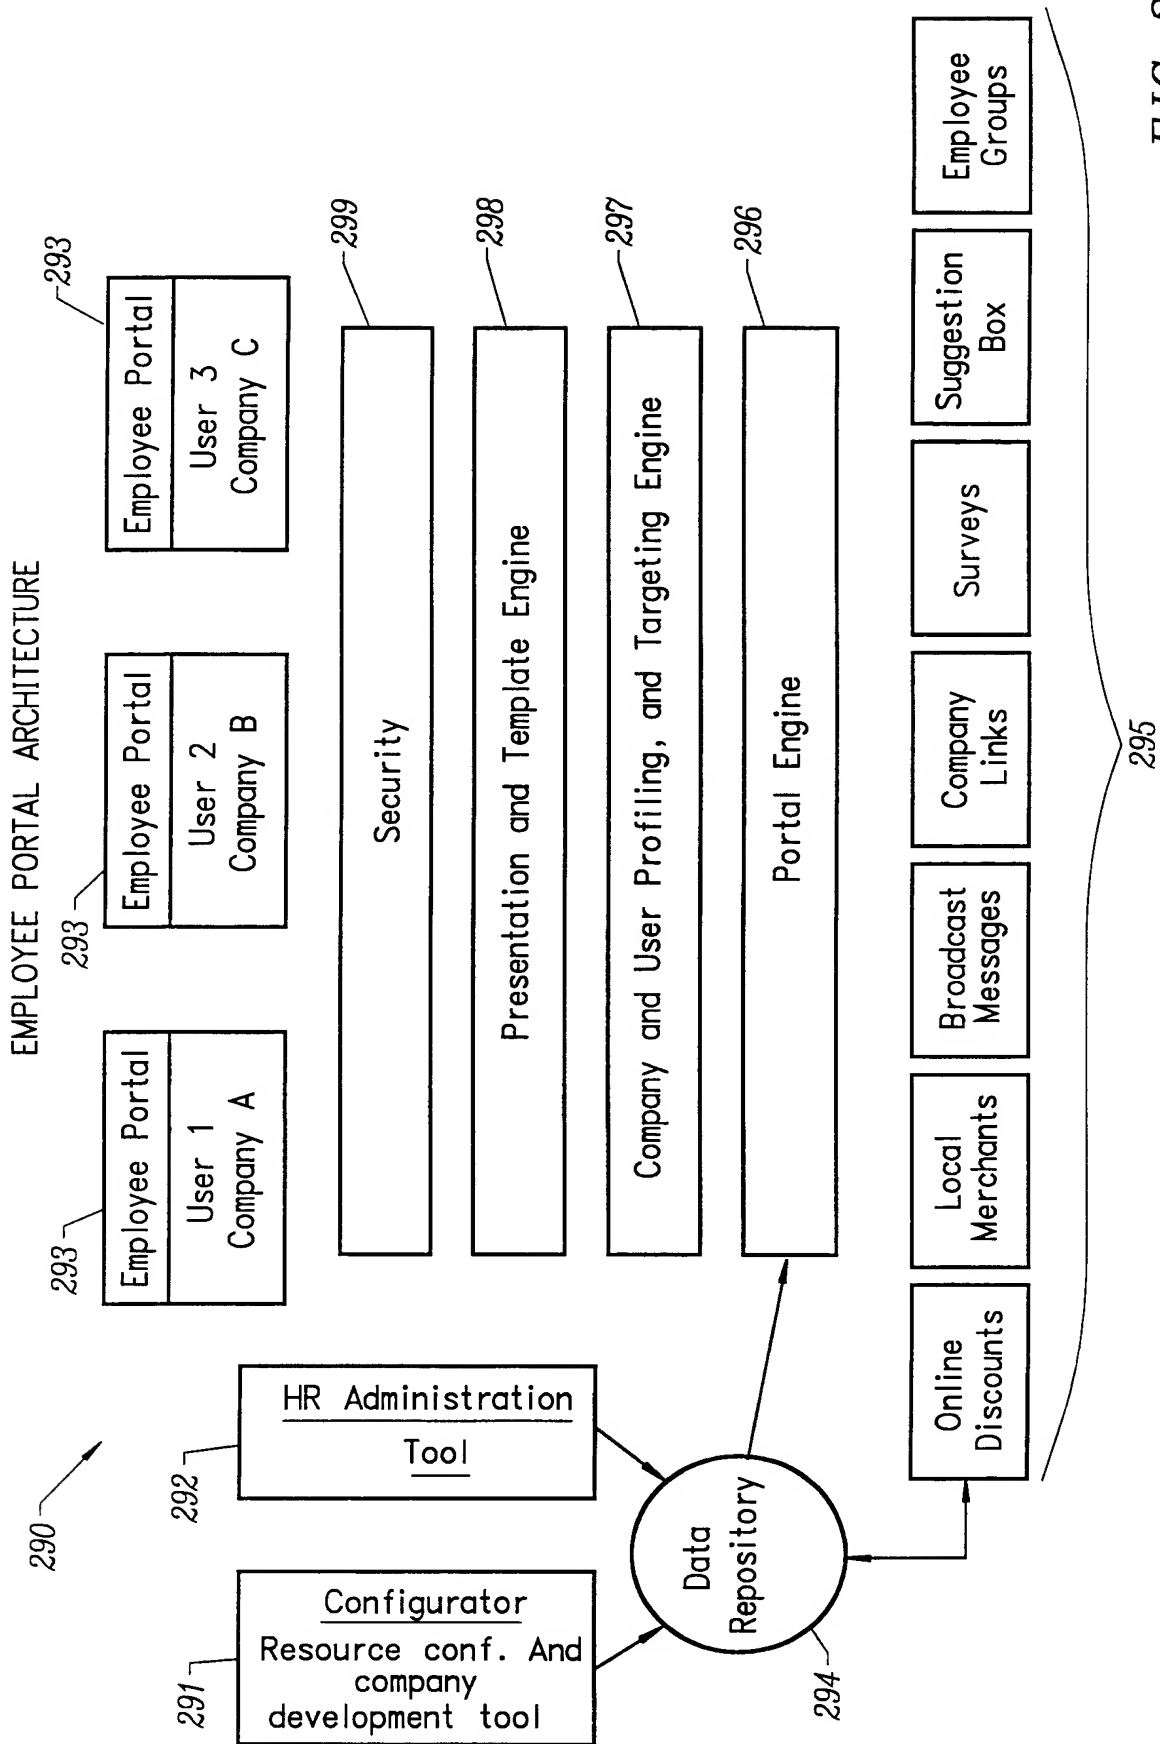 EMPLOYEE PORTAL ARCHITECTURE
290
293
293
293
Employee Portal
User 1
Company A
Employee Portal
User 2
Company B
Employee Portal
User 3
Company C
291
Configurator
Resource conf. And
company
development tool
292
HR Administration
Tool
Security
299
Presentation and Template Engine
298
Company and User Profiling, and Targeting Engine
297
Portal Engine
296
Data
Repository
294
Online
Discounts
Local
Merchants
Broadcast
Messages
Company
Links
Surveys
Suggestion
Box
Employee
Groups
295
FIG.